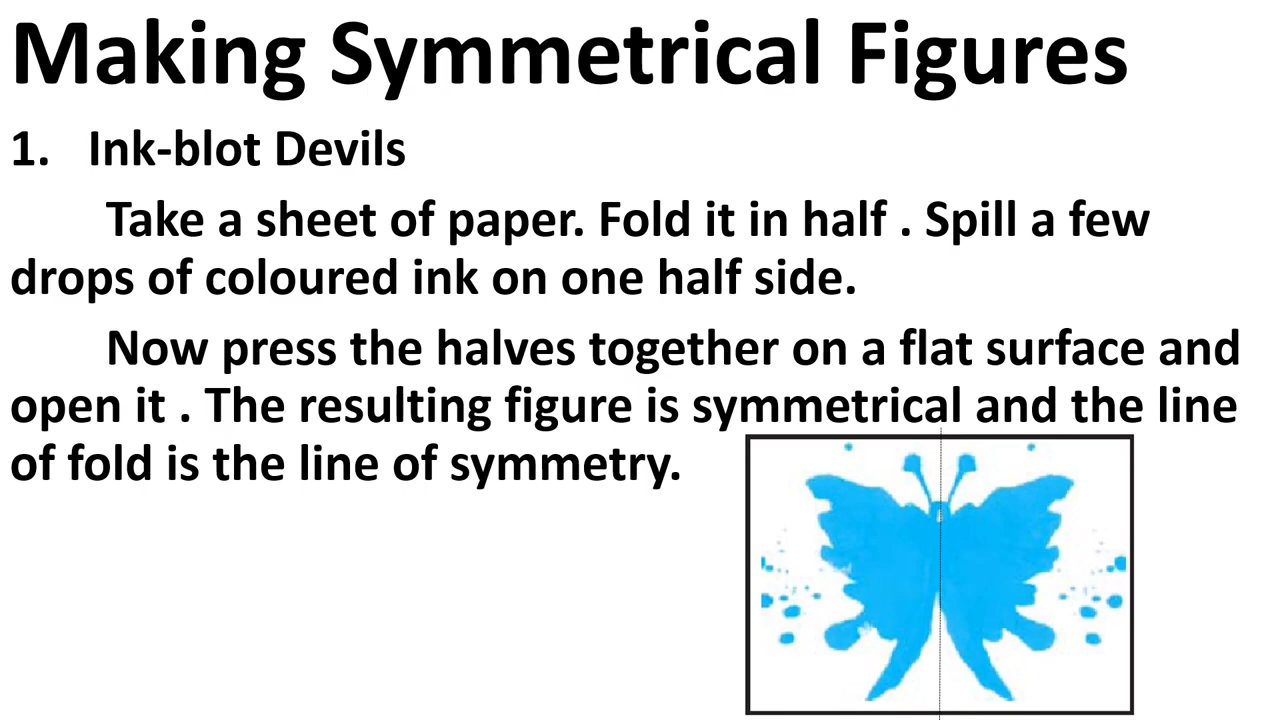 Making Symmetrical Figures
1. Ink-blot Devils
Take a sheet of paper. Fold it in half . Spill a few
drops of coloured ink on one half side.
Now press the halves together on a flat surface and
open it . The resulting figure is symmetrical and the line
of fold is the line of symmetry.